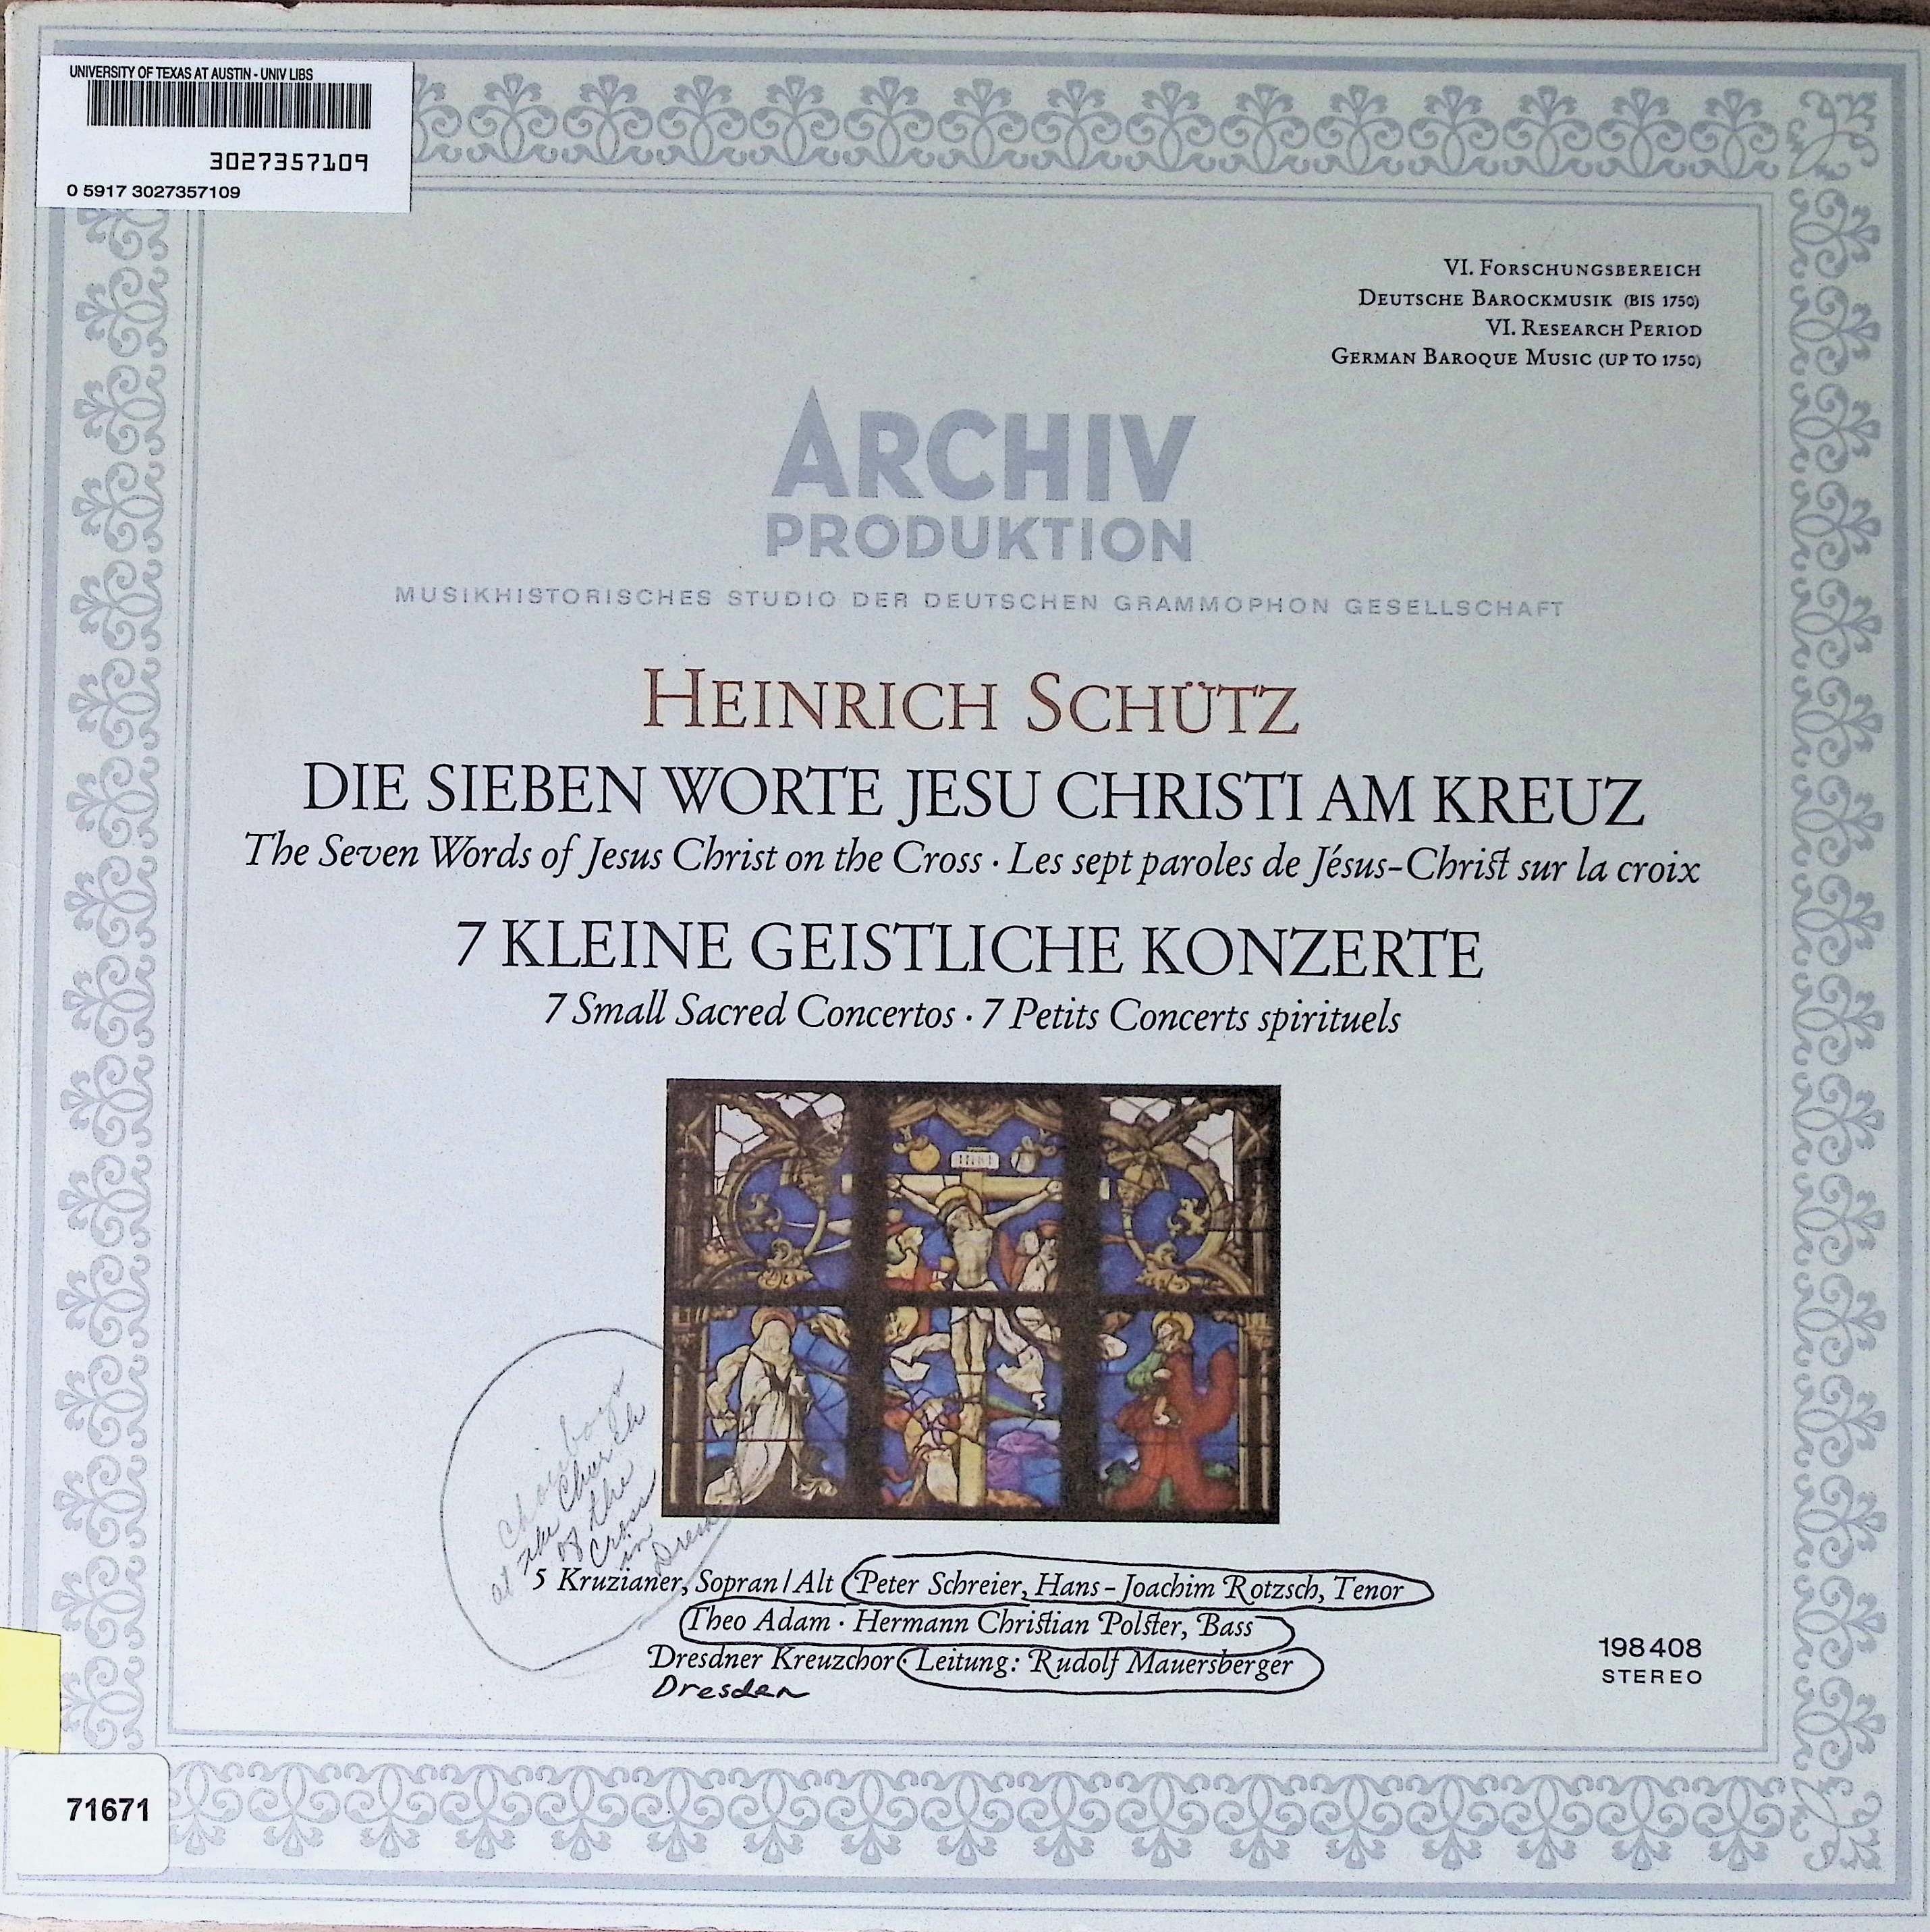 UNIVERSITY OF TEXAS AT AUSTIN - UNIV LIBS
3027357109
0 5917 3027357109
VI. FORSCHUNGSBEREICH
DEUTSCHE BAROCKMUSIK (BIS 1750)
VI. RESEARCH PERIOD
GERMAN BAROQUE MUSIC (UP TO 1750)
ARCHIV
PRODUKTION
MUSIKHISTORISCHES STUDIO DER DEUTSCHEN GRAMMOPHON GESELLSCHAFT
HEINRICH SCHÜTZ
DIE SIEBEN WORTE JESU CHRISTI AM KREUZ
The Seven Words of Jesus Christ on the Cross · Les sept paroles de Jésus-Christ sur la croix
7 KLEINE GEISTLICHE KONZERTE
7 Small Sacred Concertos · 7 Petits Concerts spirituels
INRI
Choirboys
at the Church
of the
Cross
in
5 Kruzianer, Sopran/Alt Peter Schreier, Hans-Joachim Rotzsch, Tenor
Theo Adam · Hermann Christian Polster, Bass
Dresdner Kreuzchor · Leitung: Rudolf Mauersberger
Dresden
198 408
STEREO
71671